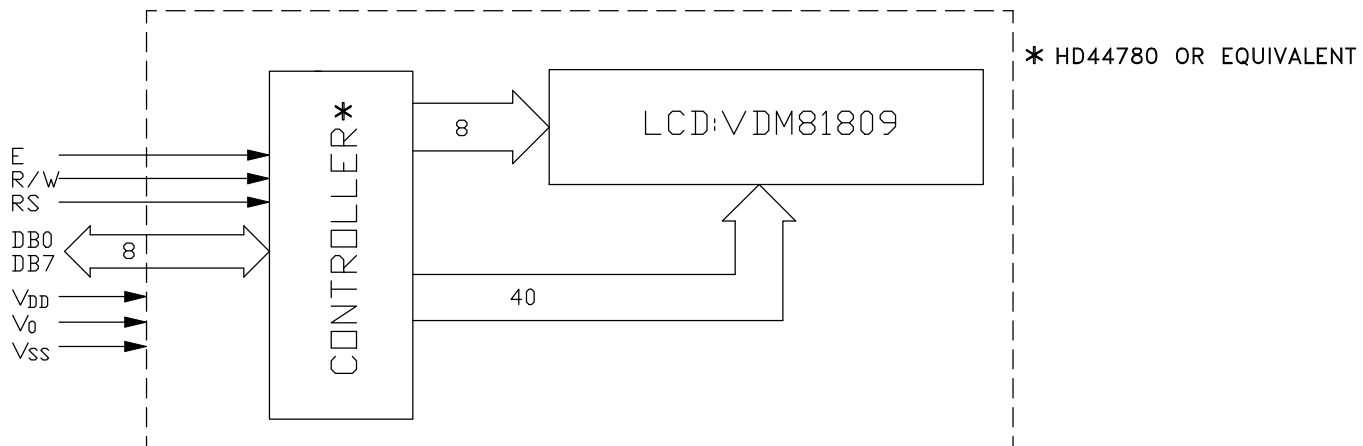 * HD44780 OR EQUIVALENT
LCD:VDM81809
CONTROLLER*
8
E
R/W
RS
DB0
DB7
8
VDD
V0
VSS
40